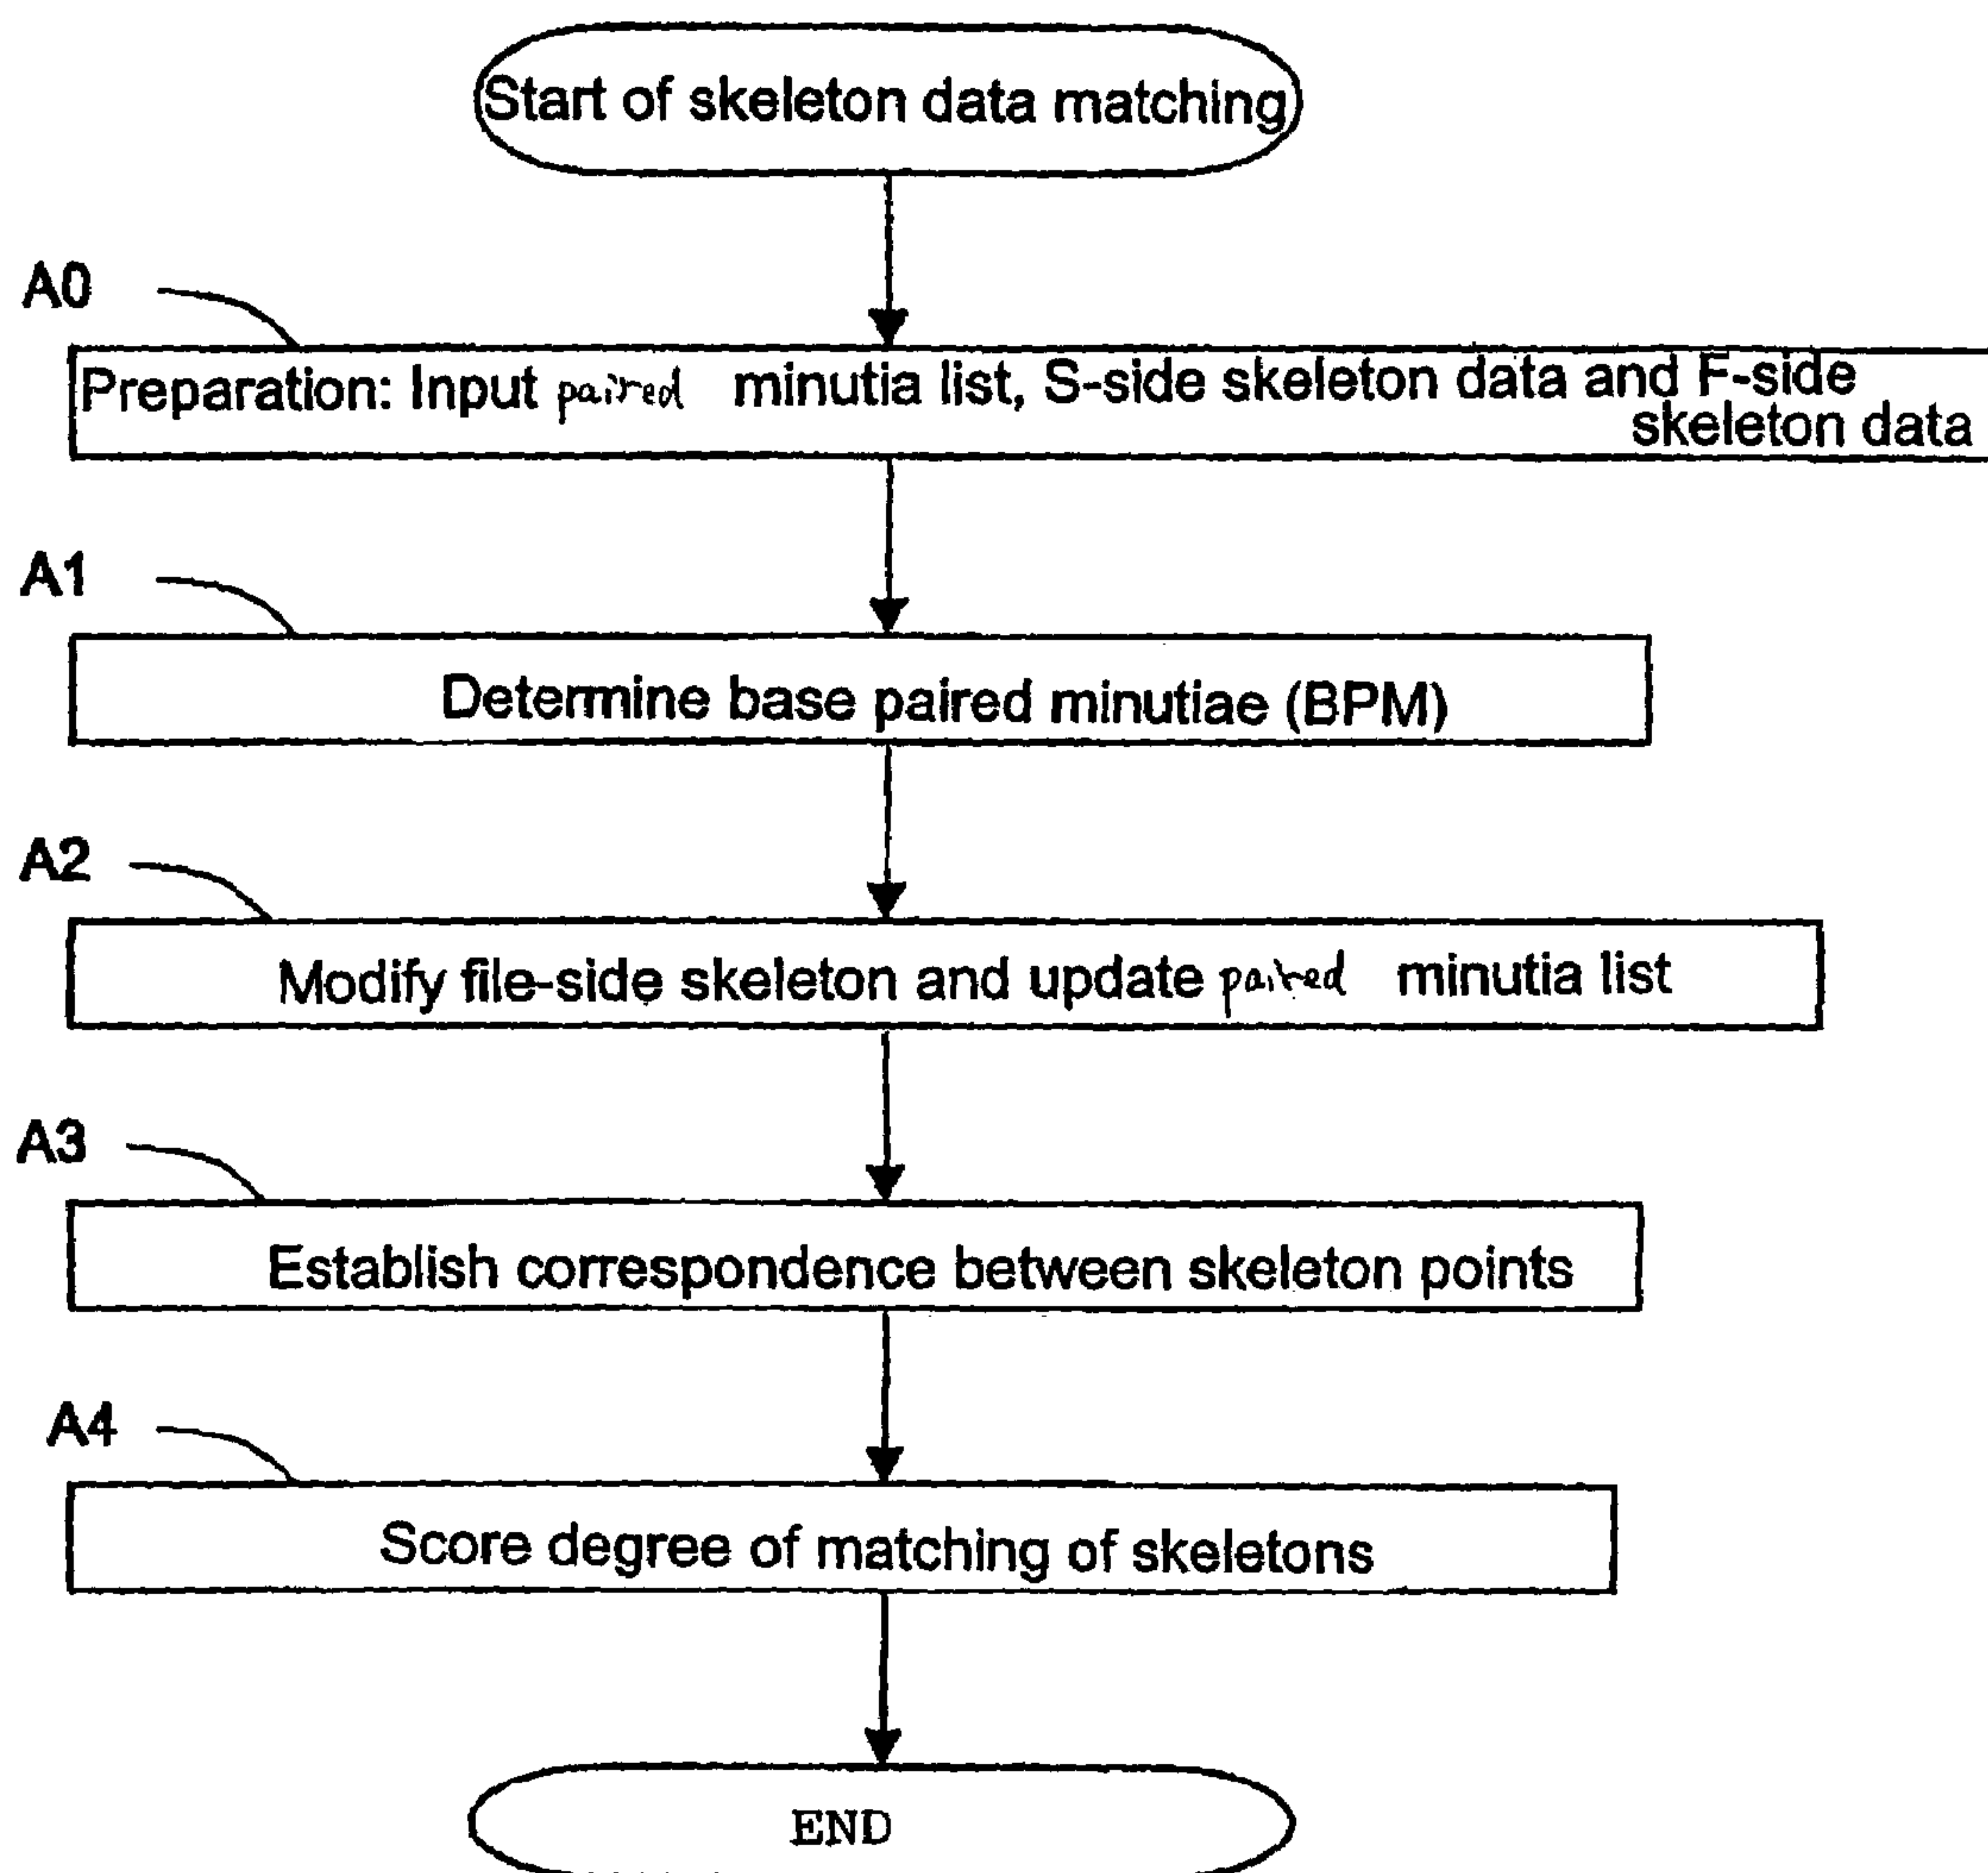 Start of skeleton data matching
A0
Preparation: Input paired minutia list, S-side skeleton data and F-side
skeleton data
A1
Determine base paired minutiae (BPM)
A2
Modify file-side skeleton and update paired minutia list
A3
Establish correspondence between skeleton points
A4
Score degree of matching of skeletons
END